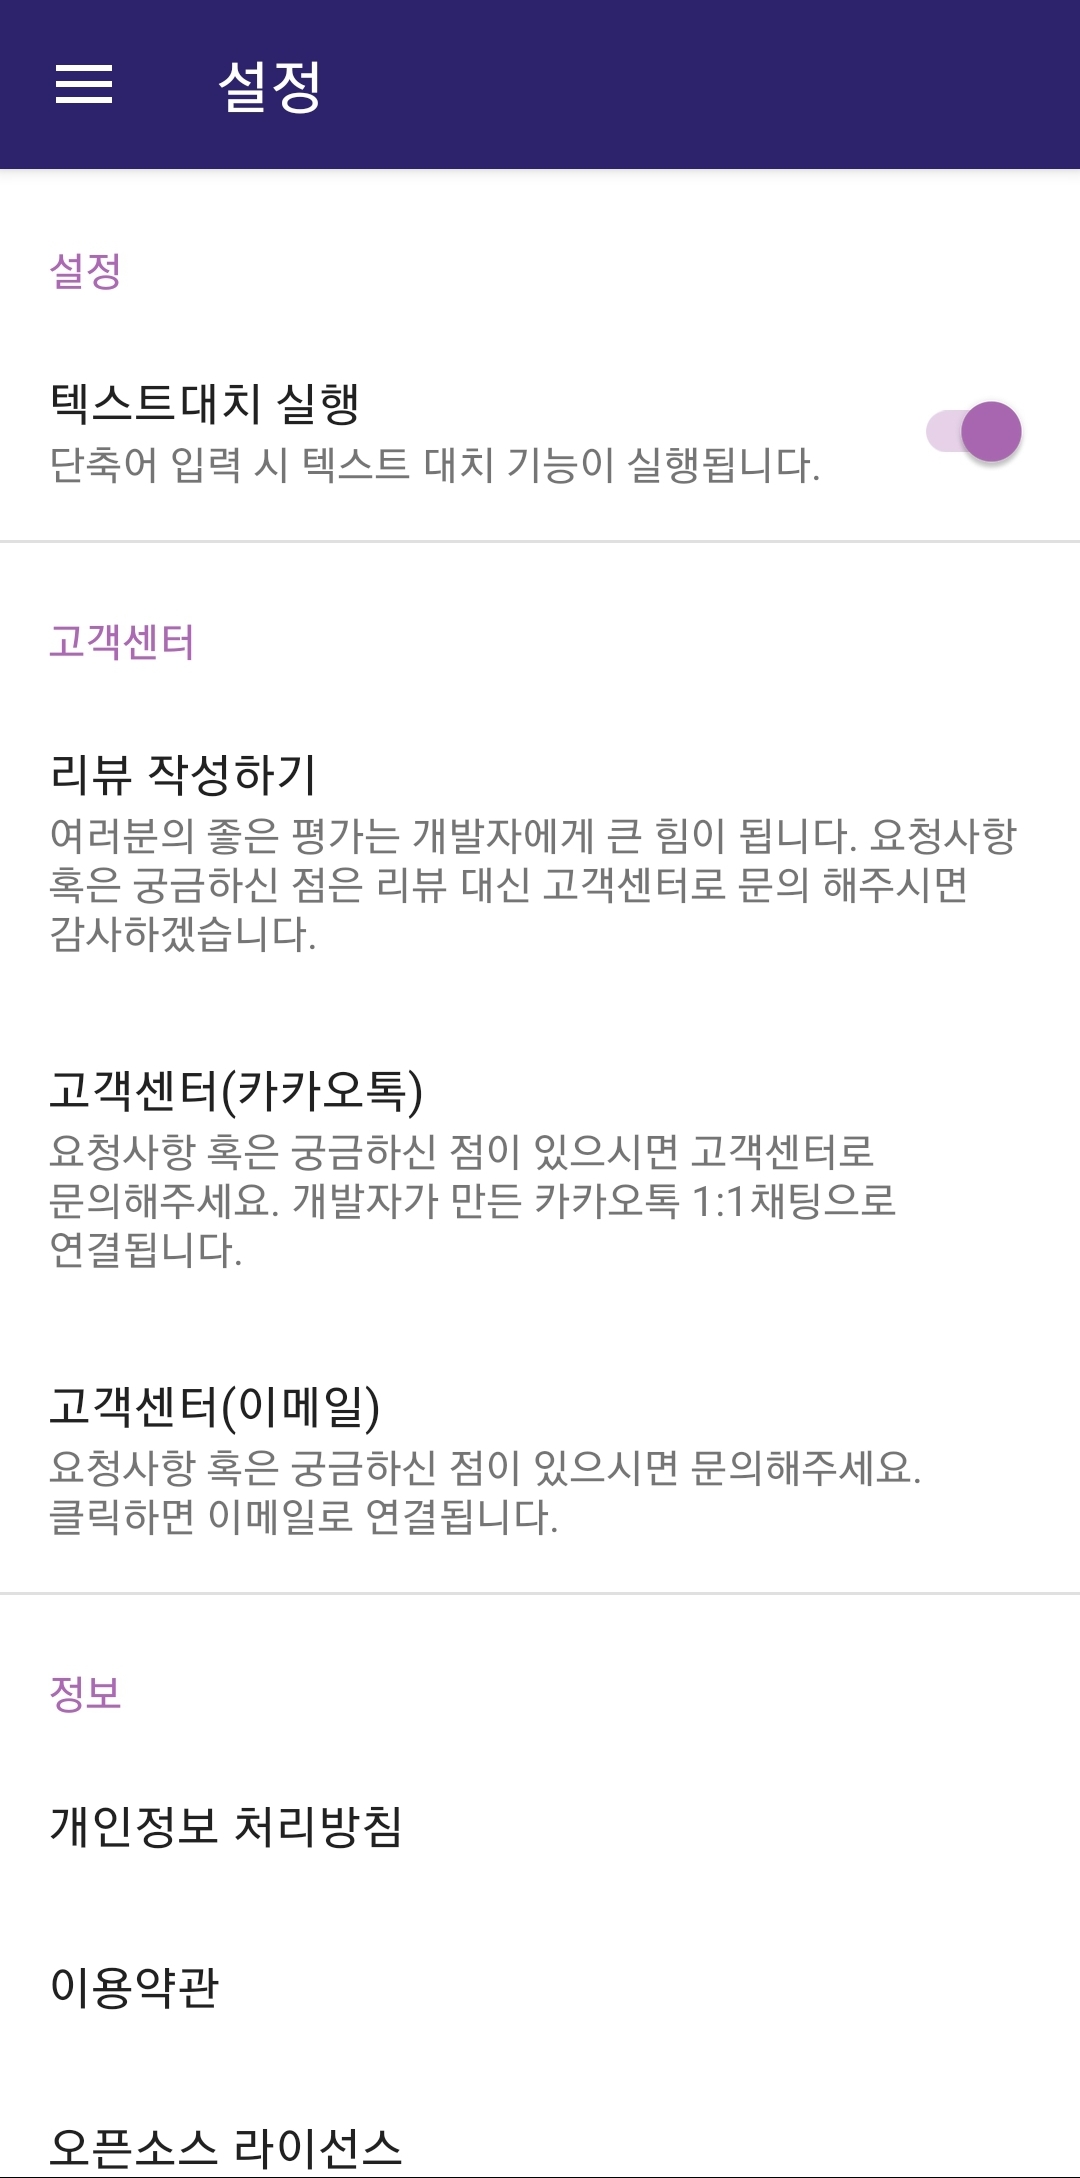 설정
설정
텍스트대치 실행
단축어 입력 시 텍스트 대치 기능이 실행됩니다.
고객센터
리뷰 작성하기
여러분의 좋은 평가는 개발자에게 큰 힘이 됩니다. 요청사항
혹은 궁금하신 점은 리뷰 대신 고객센터로 문의 해주시면
감사하겠습니다.
고객센터(카카오톡)
요청사항 혹은 궁금하신 점이 있으시면 고객센터로
문의해주세요. 개발자가 만든 카카오톡 1:1채팅으로
연결됩니다.
고객센터(이메일)
요청사항 혹은 궁금하신 점이 있으시면 문의해주세요.
클릭하면 이메일로 연결됩니다.
정보
개인정보 처리방침
이용약관
오픈소스 라이선스